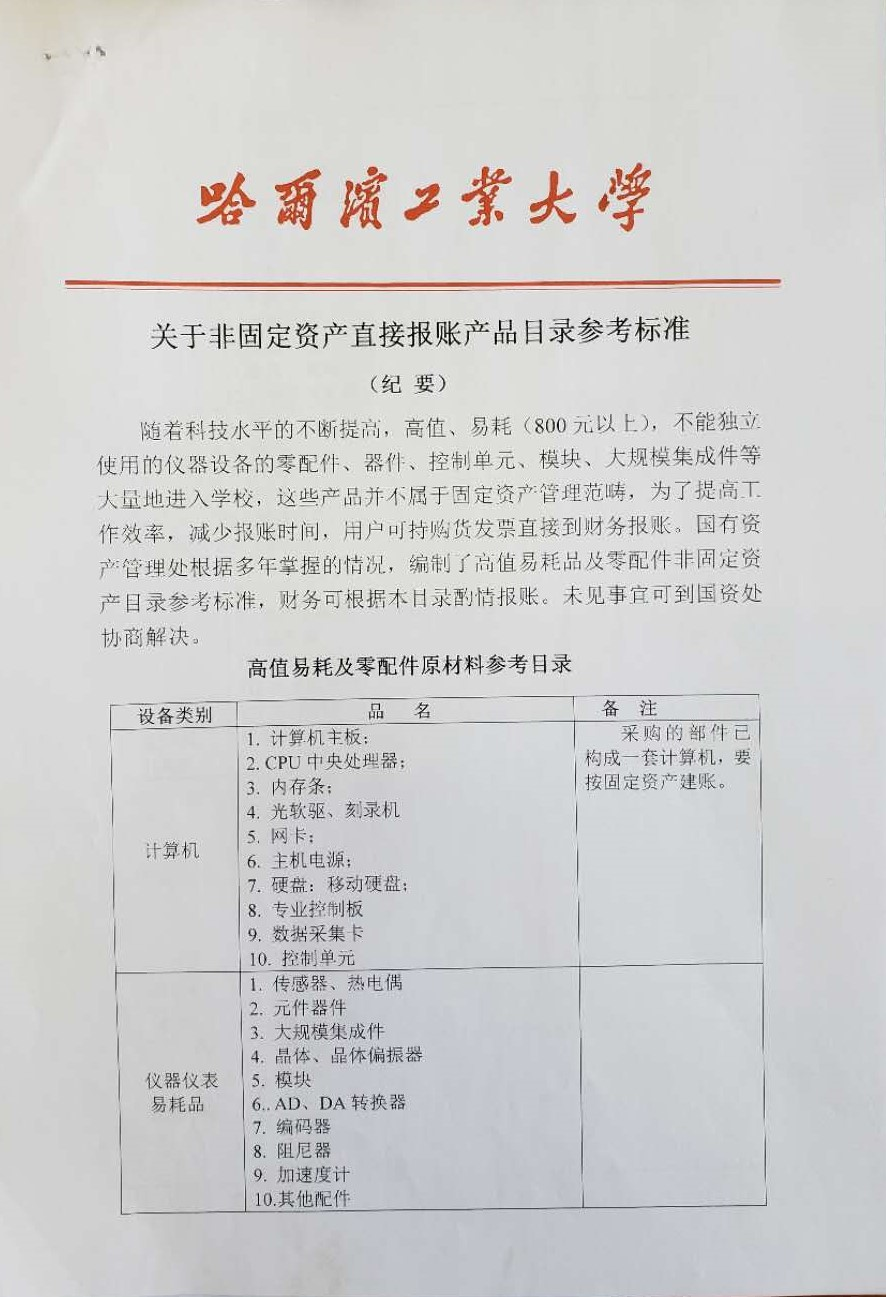 哈爾濱工業大學
关于非固定资产直接报账产品目录参考标准
（纪 要）
随着科技水平的不断提高，高值、易耗（800 元以上），不能独立
使用的仪器设备的零配件、器件、控制单元、模块、大规模集成件等
大量地进入学校，这些产品并不属于固定资产管理范畴，为了提高工
作效率，减少报账时间，用户可持购货发票直接到财务报账。国有资
产管理处根据多年掌握的情况，编制了高值易耗品及零配件非固定资
产目录参考标准，财务可根据本目录酌情报账。未见事宜可到国资处
协商解决。
高值易耗及零配件原材料参考目录
设备类别 品 名 备 注
计算机
1. 计算机主板；
2. CPU 中央处理器；
3. 内存条；
4. 光软驱、刻录机
5. 网卡；
6. 主机电源；
7. 硬盘：移动硬盘；
8. 专业控制板
9. 数据采集卡
10. 控制单元
采购的部件已
构成一套计算机，要
按固定资产建账。
仪器仪表
易耗品
1. 传感器、热电偶
2. 元件器件
3. 大规模集成件
4. 晶体、晶体偏振器
5. 模块
6.. AD、DA 转换器
7. 编码器
8. 阻尼器
9. 加速度计
10.其他配件